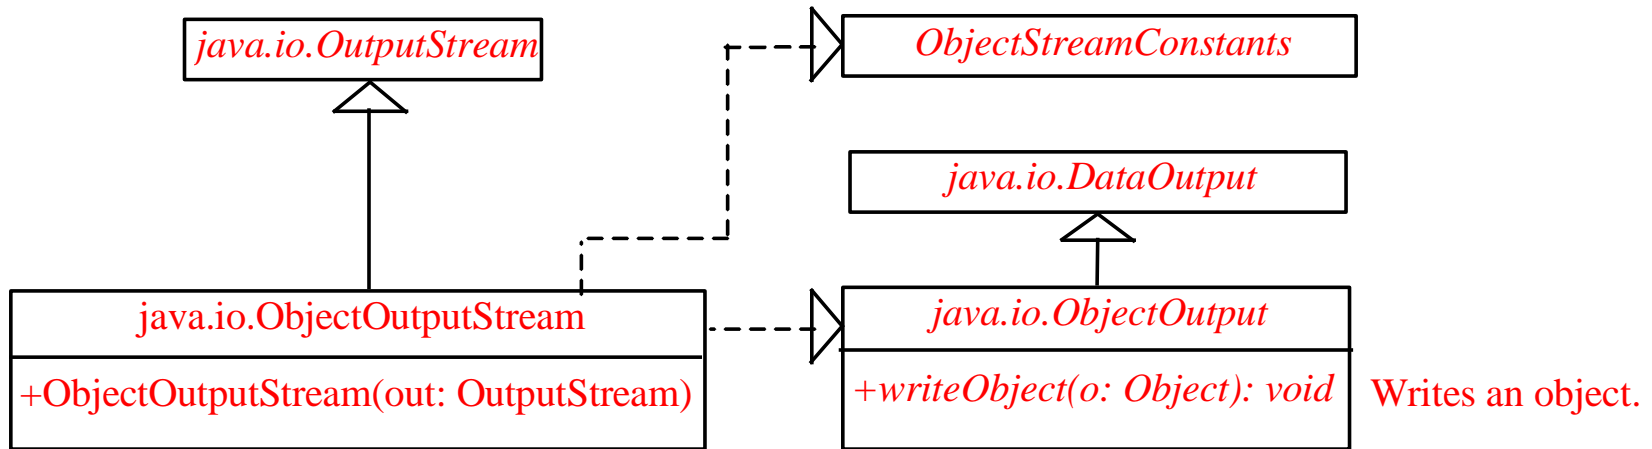 java.io.OutputStream
ObjectStreamConstants
java.io.DataOutput
java.io.ObjectOutputStream
+ObjectOutputStream(out: OutputStream)
java.io.ObjectOutput
+writeObject(o: Object): void
Writes an object.